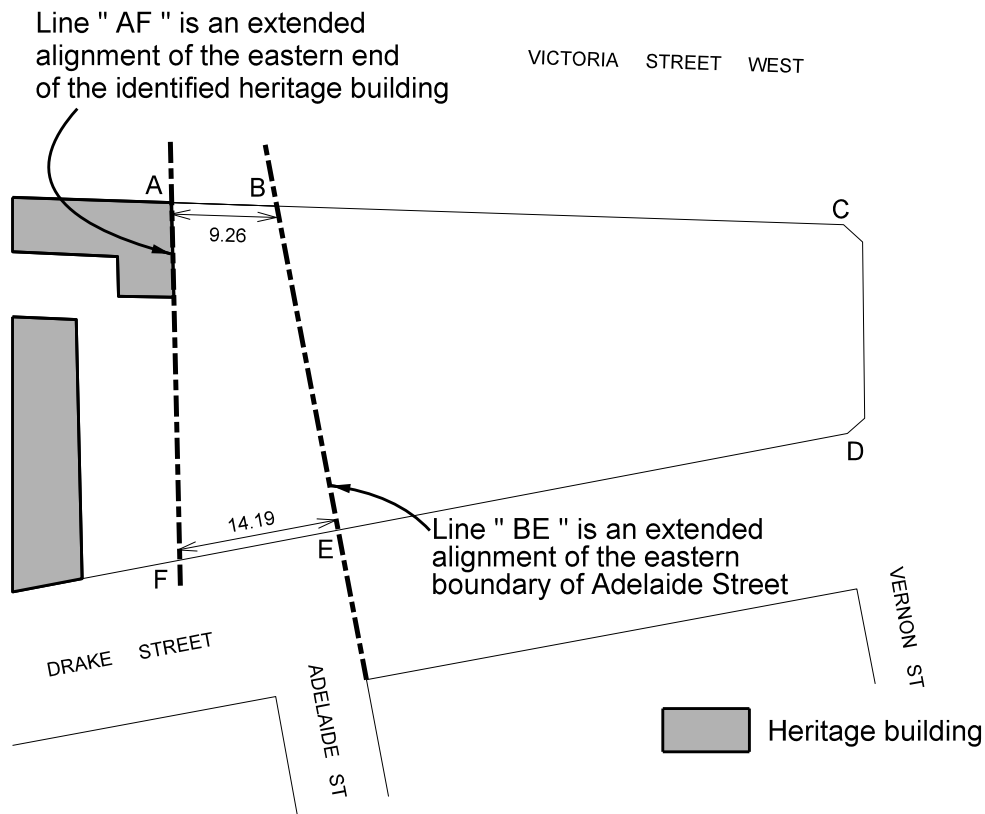 Line " AF " is an extended
alignment of the eastern end
of the identified heritage building
VICTORIA STREET WEST
A
B
C
9.26
D
14.19
E
F
Line " BE " is an extended
alignment of the eastern
boundary of Adelaide Street
DRAKE STREET
ADELAIDE ST
VERNON ST
Heritage building